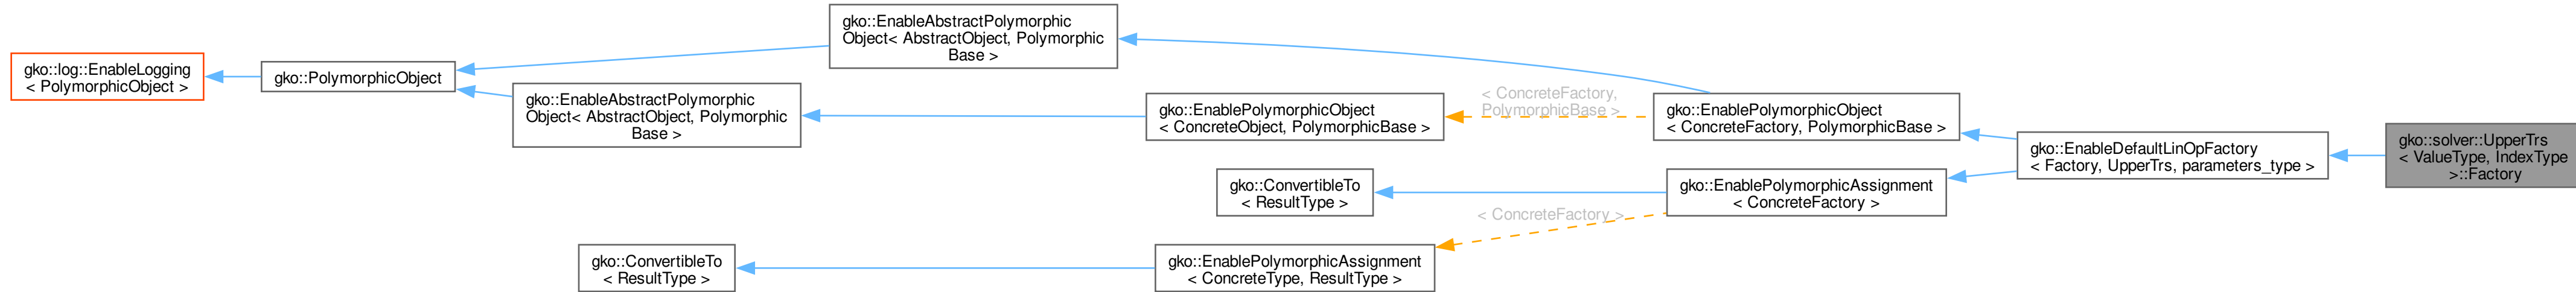 gko::log::EnableLogging
< PolymorphicObject >
gko::PolymorphicObject
gko::EnableAbstractPolymorphic
Object< AbstractObject, Polymorphic
Base >
gko::EnableAbstractPolymorphic
Object< AbstractObject, Polymorphic
Base >
gko::EnablePolymorphicObject
< ConcreteObject, PolymorphicBase >
< ConcreteFactory,
PolymorphicBase >
gko::EnablePolymorphicObject
< ConcreteFactory, PolymorphicBase >
gko::ConvertibleTo
< ResultType >
gko::EnablePolymorphicAssignment
< ConcreteFactory >
< ConcreteFactory >
gko::ConvertibleTo
< ResultType >
gko::EnablePolymorphicAssignment
< ConcreteType, ResultType >
gko::EnableDefaultLinOpFactory
< Factory, UpperTrs, parameters_type >
gko::solver::UpperTrs
< ValueType, IndexType
>::Factory